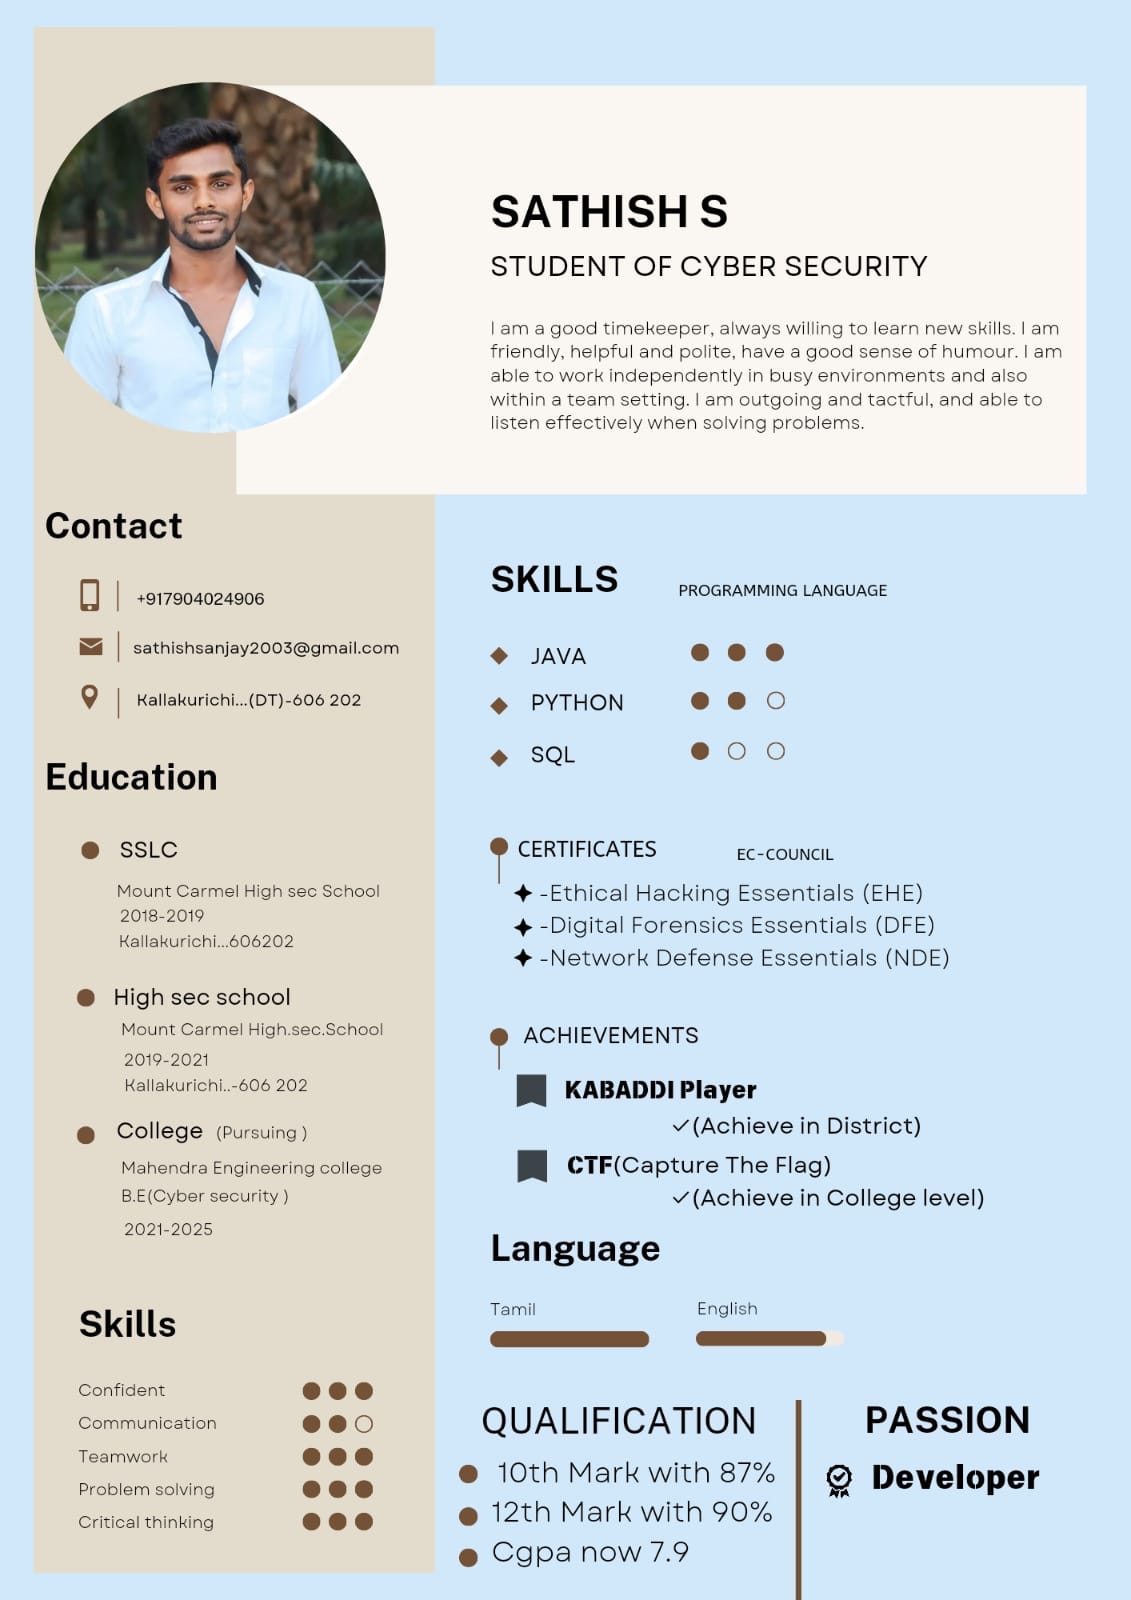 SATHISH S
STUDENT OF CYBER SECURITY
I am a good timekeeper, always willing to learn new skills. I am
friendly, helpful and polite, have a good sense of humour. I am
able to work independently in busy environments and also
within a team setting. I am outgoing and tactful, and able to
listen effectively when solving problems.
Contact
+917904024906
sathishsanjay2003@gmail.com
Kallakurichi...(DT)-606 202
Education
SSLC
Mount Carmel High sec School
2018-2019
Kallakurichi...606202
High sec school
Mount Carmel High.sec.School
2019-2021
Kallakurichi..-606 202
College (Pursuing )
Mahendra Engineering college
B.E(Cyber security )
2021-2025
Skills
Confident
Communication
Teamwork
Problem solving
Critical thinking
SKILLS PROGRAMMING LANGUAGE
JAVA
PYTHON
SQL
CERTIFICATES EC-COUNCIL
-Ethical Hacking Essentials (EHE)
-Digital Forensics Essentials (DFE)
-Network Defense Essentials (NDE)
ACHIEVEMENTS
KABADDI Player
(Achieve in District)
CTF(Capture The Flag)
(Achieve in College level)
Language
Tamil English
QUALIFICATION
10th Mark with 87%
12th Mark with 90%
Cgpa now 7.9
PASSION
Developer